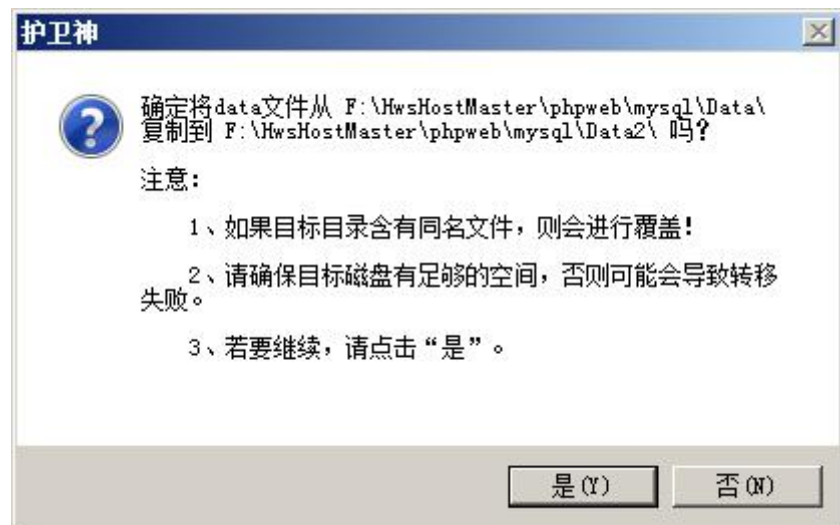 护卫神
确定将data文件从 F:\HwsHostMaster\phpweb\mysql\Data\
复制到 F:\HwsHostMaster\phpweb\mysql\Data2\ 吗?
注意:
1、如果目标目录含有同名文件，则会进行覆盖!
2、请确保目标磁盘有足够的空间，否则可能会导致转移
失败。
3、若要继续，请点击“是”。
是(Y) 否(N)